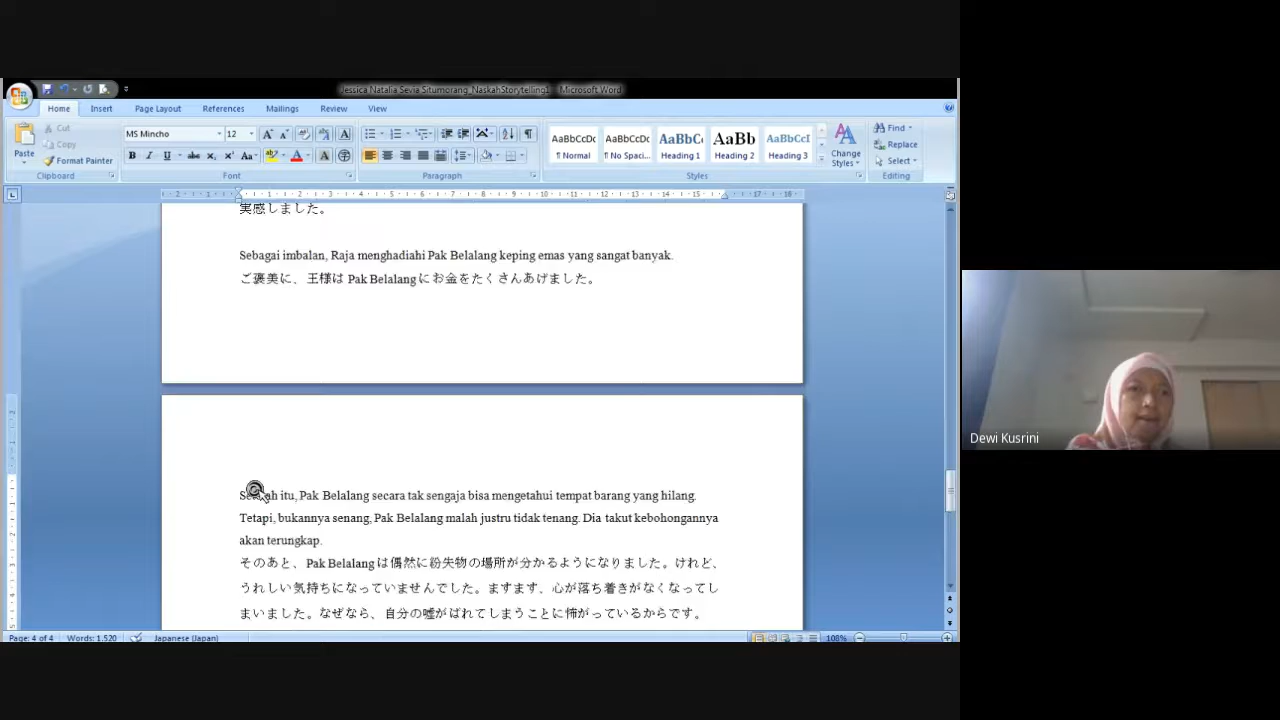 Jessica Natalia Sevia Situmorang_NaskahStorytelling1 - Microsoft Word
Home Insert Page Layout References Mailings Review View
Paste
Cut
Copy
Format Painter
Clipboard
MS Mincho 12
Font
Paragraph
AaBbCcDc AaBbCcDc AaBbC AaBb AaBbCcI
¶ Normal ¶ No Spaci... Heading 1 Heading 2 Heading 3
Change Styles
Styles
Find
Replace
Select
Editing
実感しました。
Sebagai imbalan, Raja menghadiahi Pak Belalang keping emas yang sangat banyak.
ご褒美に、王様は Pak Belalang にお金をたくさんあげました。
itu, Pak Belalang secara tak sengaja bisa mengetahui tempat barang yang hilang.
Tetapi, bukannya senang, Pak Belalang malah justru tidak tenang. Dia takut kebohongannya
akan terungkap.
そのあと、Pak Belalang は偶然に紛失物の場所が分かるようになりました。けれど、
うれしい気持ちになっていませんでした。ますます、心が落ち着きがなくなってし
まいました。なぜなら、自分の嘘がばれてしまうことに怖がっているからです。
Page: 4 of 4 Words: 1.520 Japanese (Japan) 108%
Dewi Kusrini